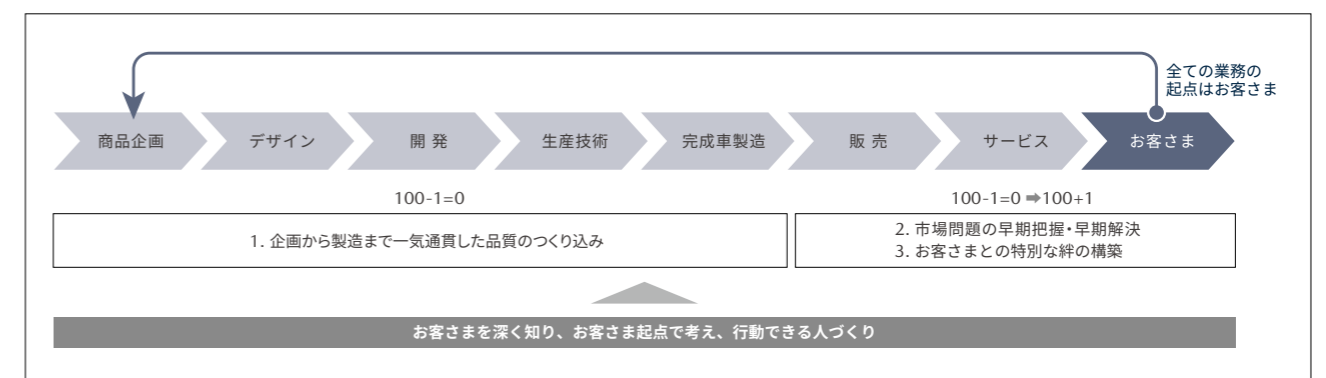 全ての業務の
起点はお客さま
商品企画
デザイン
開 発
生産技術
完成車製造
販 売
サービス
お客さま
100-1=0
100-1=0 ➡100+1
1. 企画から製造まで一気通貫した品質のつくり込み
2. 市場問題の早期把握・早期解決
3. お客さまとの特別な絆の構築
お客さまを深く知り、お客さま起点で考え、行動できる人づくり